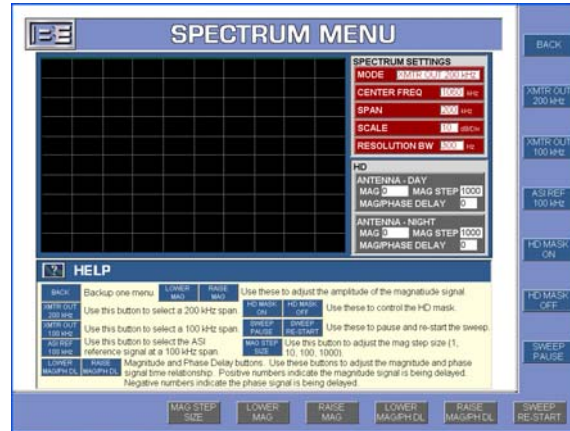 BE
SPECTRUM MENU
SPECTRUM SETTINGS
MODE XMTR OUT 200 kHz
CENTER FREQ 1060 kHz
SPAN 200 kHz
SCALE 10 dB/Div
RESOLUTION BW 300 Hz
HD
ANTENNA - DAY
MAG 0 MAG STEP 1000
MAG/PHASE DELAY 0
ANTENNA - NIGHT
MAG 0 MAG STEP 1000
MAG/PHASE DELAY 0
? HELP
BACK Backup one menu
LOWER MAG RAISE MAG Use these to adjust the amplitude of the magnatiude signal.
XMTR OUT 200 kHz Use this button to select a 200 kHz span.
HD MASK ON HD MASK OFF Use these to control the HD mask.
XMTR OUT 100 kHz Use this button to select a 100 kHz span.
SWEEP PAUSE SWEEP RE-START Use these to pause and re-start the sweep.
ASI REF 100 kHz Use this button to select the ASI
reference signal at a 100 kHz span.
MAG STEP SIZE Use this button to adjust the mag step size (1,
10, 100, 1000).
LOWER MAG/PH DL RAISE MAG/PH DL Magnitude and Phase Delay buttons. Use these buttons to adjust the magnitude and phase
signal time relationship. Positive numbers indicate the magnitude signal is being delayed.
Negative numbers indicate the phase signal is being delayed.
BACK
XMTR OUT
200 kHz
XMTR OUT
100 kHz
ASI REF
100 kHz
HD MASK
ON
HD MASK
OFF
SWEEP
PAUSE
MAG STEP
SIZE
LOWER
MAG
RAISE
MAG
LOWER
MAG/PH DL
RAISE
MAG/PH DL
SWEEP
RE-START